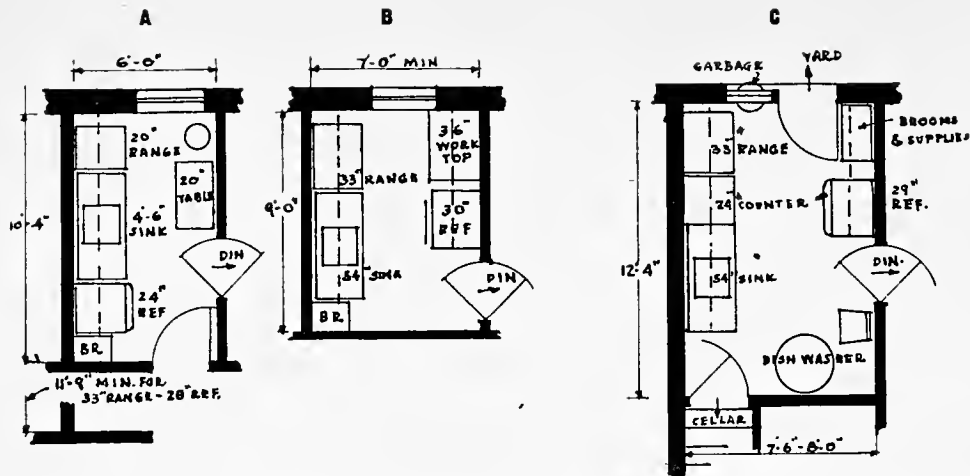 A
6'-0"
20"
RANGE
20"
TABLE
4'-6"
SINK
10'-4"
DIN
24"
REF
BR
11'-9" MIN. FOR
33" RANGE - 28" REF.
B
7'-0" MIN
36"
WORK
TOP
33" RANGE
30"
REF
9'-0"
54" SINK
DIN
BR
C
GARBAGE
YARD
BROOMS
& SUPPLIES
33" RANGE
24" COUNTER
29"
REF.
12'-4"
54" SINK
DIN.
DISH WASHER
CELLAR
7'-6"-8'-0"